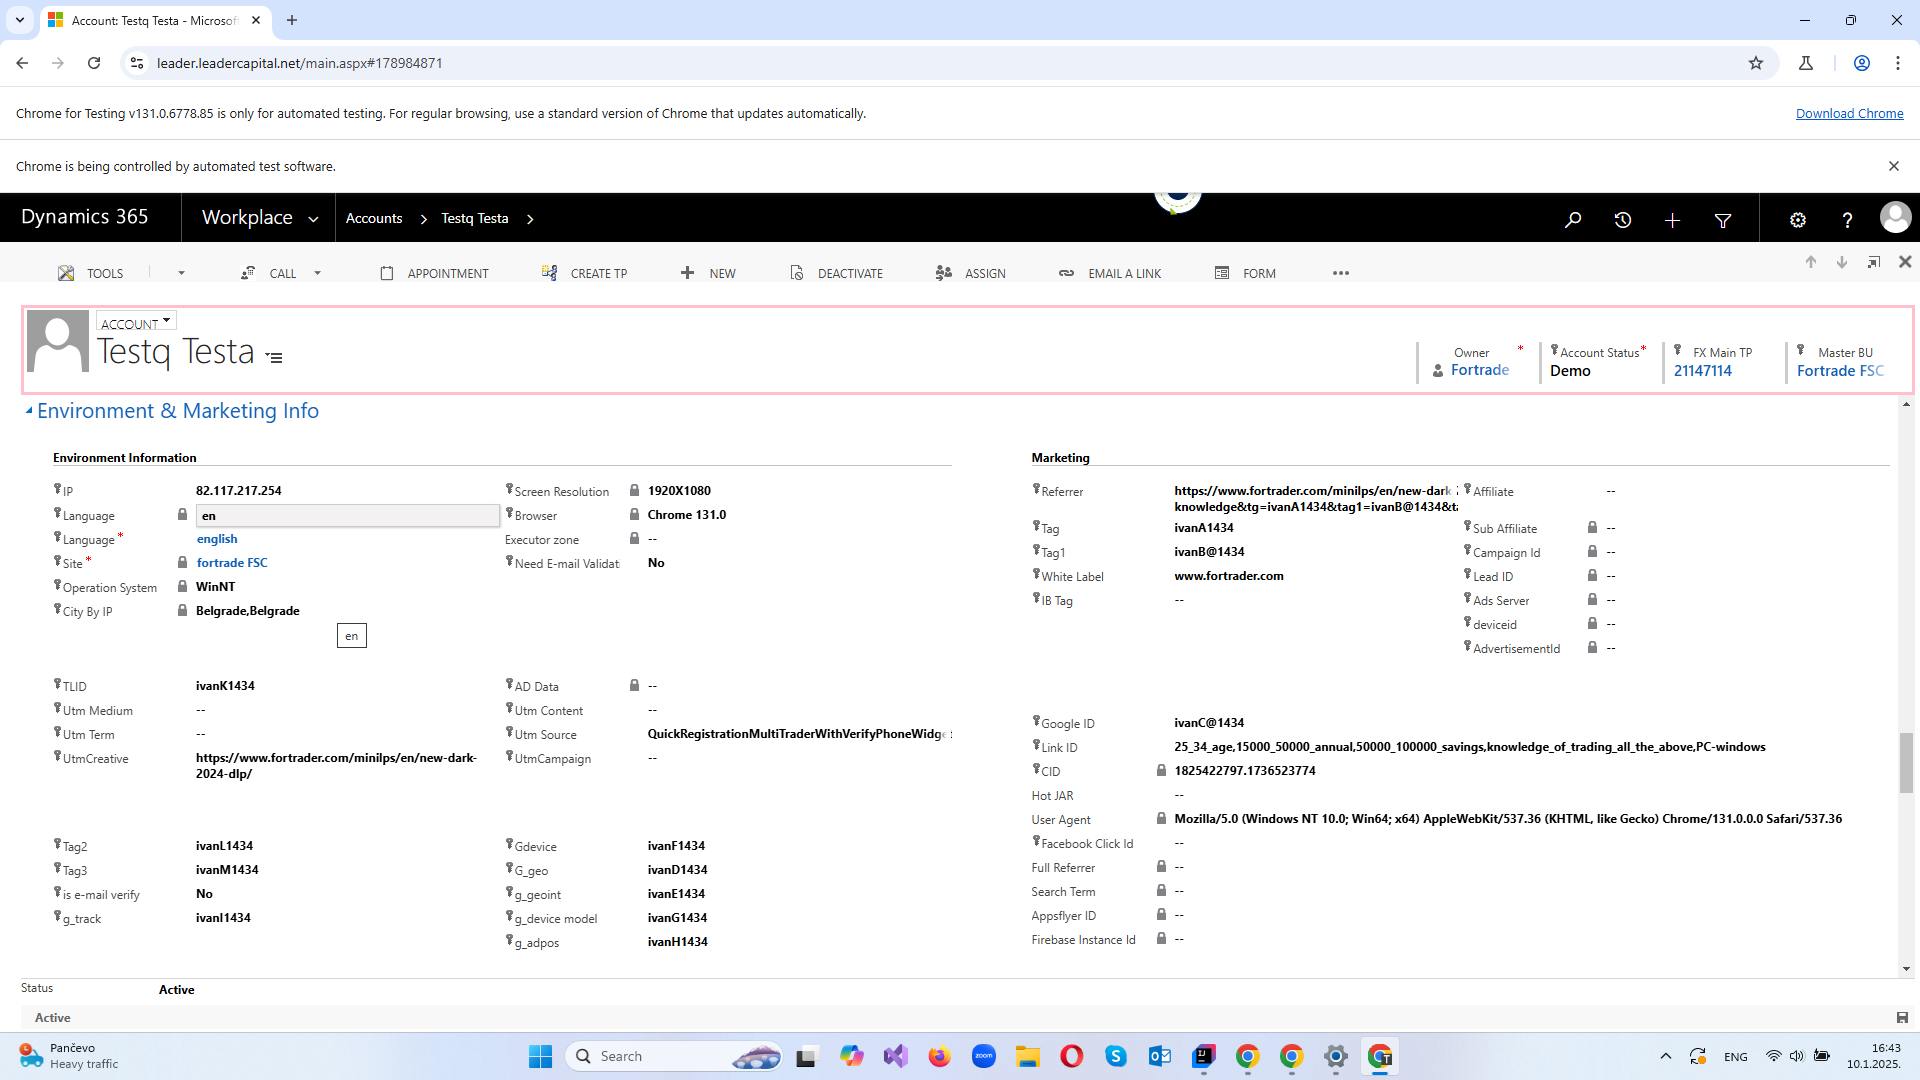 Account: Testq Testa - Microsof
leader.leadercapital.net/main.aspx#178984871
Chrome for Testing v131.0.6778.85 is only for automated testing. For regular browsing, use a standard version of Chrome that updates automatically.
Download Chrome
Chrome is being controlled by automated test software.
Dynamics 365
Workplace
Accounts
Testq Testa
TOOLS
CALL
APPOINTMENT
CREATE TP
NEW
DEACTIVATE
ASSIGN
EMAIL A LINK
FORM
ACCOUNT
Testq Testa
Owner *
Fortrade
Account Status *
Demo
FX Main TP
21147114
Master BU
Fortrade FSC
Environment & Marketing Info
Environment Information
IP 82.117.217.254
Language en
Language * english
Site * fortrade FSC
Operation System WinNT
City By IP Belgrade,Belgrade
en
Screen Resolution 1920X1080
Browser Chrome 131.0
Executor zone --
Need E-mail Validat No
TLID ivanK1434
Utm Medium --
Utm Term --
UtmCreative https://www.fortrader.com/minilps/en/new-dark-
2024-dlp/
AD Data --
Utm Content --
Utm Source QuickRegistrationMultiTraderWithVerifyPhoneWidge
UtmCampaign --
Tag2 ivanL1434
Tag3 ivanM1434
is e-mail verify No
g_track ivanI1434
Gdevice ivanF1434
G_geo ivanD1434
g_geoint ivanE1434
g_device model ivanG1434
g_adpos ivanH1434
Marketing
Referrer https://www.fortrader.com/minilps/en/new-dark
knowledge&tg=ivanA1434&tag1=ivanB@1434&ta
Tag ivanA1434
Tag1 ivanB@1434
White Label www.fortrader.com
IB Tag --
Affiliate --
Sub Affiliate --
Campaign Id --
Lead ID --
Ads Server --
deviceid --
AdvertisementId --
Google ID ivanC@1434
Link ID 25_34_age,15000_50000_annual,50000_100000_savings,knowledge_of_trading_all_the_above,PC-windows
CID 1825422797.1736523774
Hot JAR --
User Agent Mozilla/5.0 (Windows NT 10.0; Win64; x64) AppleWebKit/537.36 (KHTML, like Gecko) Chrome/131.0.0.0 Safari/537.36
Facebook Click Id --
Full Referrer --
Search Term --
Appsflyer ID --
Firebase Instance Id --
Status Active
Active
Pančevo
Heavy traffic
Search
zoom
ENG
16:43
10.1.2025.